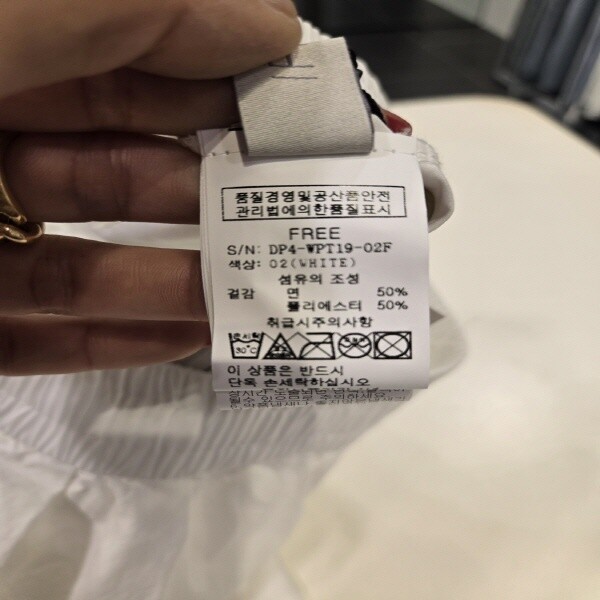 품질경영및공산품안전
관리법에의한품질표시
FREE
S/N: DP4-WPT19-02F
색상: 02(WHITE)
섬유의 조성
겉감 면 50%
폴리에스터 50%
취급시주의사항
30°C
이 상품은 반드시
단독 손세탁하십시오